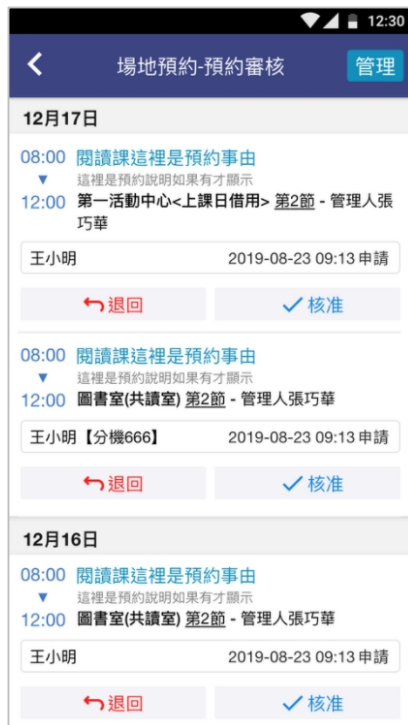 12:30
場地預約-預約審核 管理
12月17日
08:00 閱讀課這裡是預約事由
這裡是預約說明如果有才顯示
12:00 第一活動中心<上課日借用> 第2節 - 管理人張
巧華
王小明 2019-08-23 09:13 申請
退回 核准
08:00 閱讀課這裡是預約事由
這裡是預約說明如果有才顯示
12:00 圖書室(共讀室) 第2節 - 管理人張巧華
王小明【分機666】 2019-08-23 09:13 申請
退回 核准
12月16日
08:00 閱讀課這裡是預約事由
這裡是預約說明如果有才顯示
12:00 圖書室(共讀室) 第2節 - 管理人張巧華
王小明 2019-08-23 09:13 申請
退回 核准